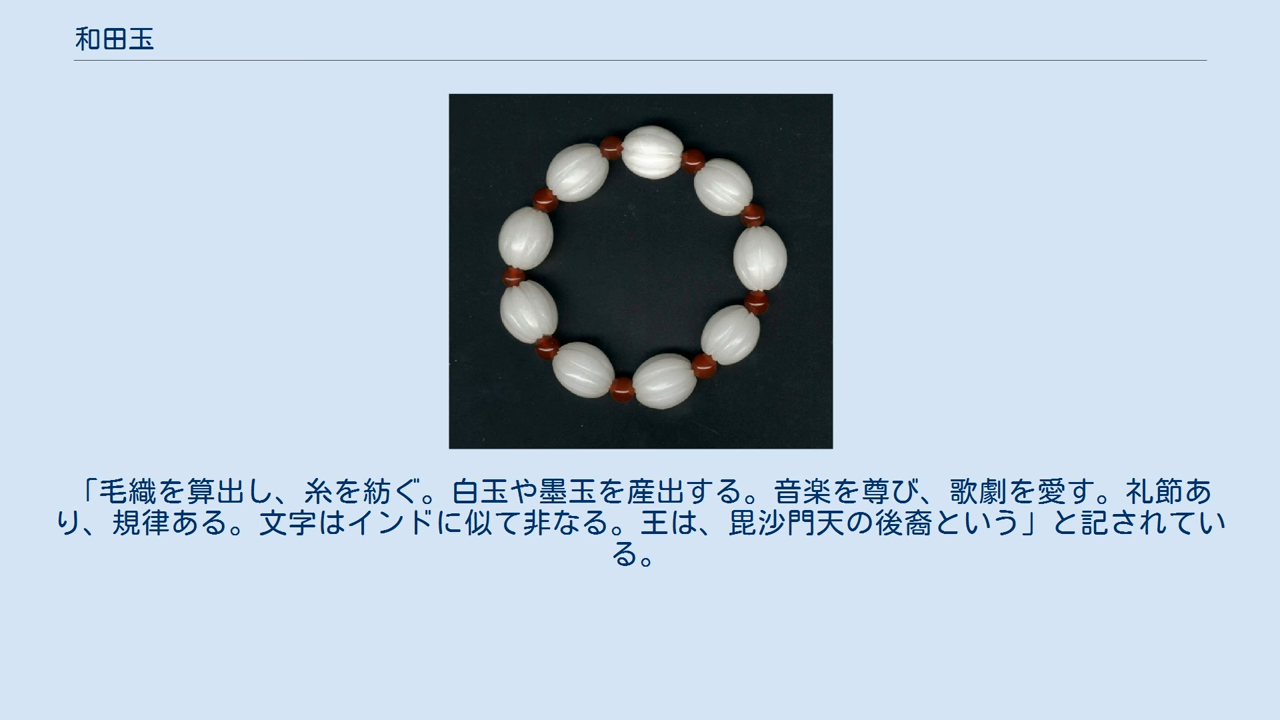 和田玉
「毛織を算出し、糸を紡ぐ。白玉や墨玉を産出する。音楽を尊び、歌劇を愛す。礼節あ
り、規律ある。文字はインドに似て非なる。王は、毘沙門天の後裔という」と記されてい
る。